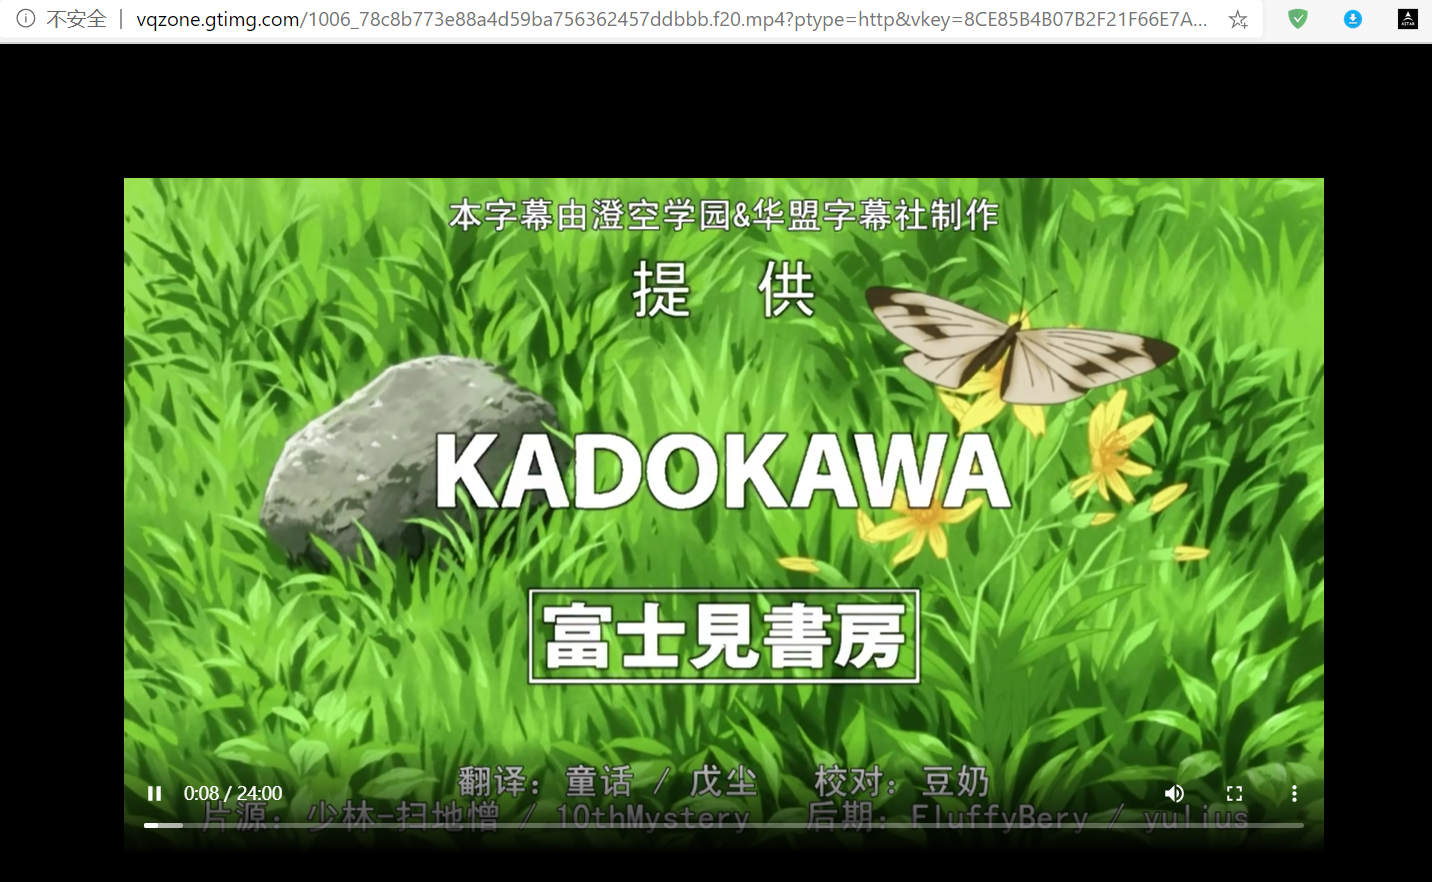 不安全 | vqzone.gtimg.com/1006_78c8b773e88a4d59ba756362457ddbbb.f20.mp4?ptype=http&vkey=8CE85B4B07B2F21F66E7A...
本字幕由澄空学园&华盟字幕社制作
提 供
KADOKAWA
富士見書房
翻译：童话 / 戊尘 校对：豆奶
0:08 / 24:00
片源：少林-扫地憎 / 10thMystery 后期：FluffyBery / yulius